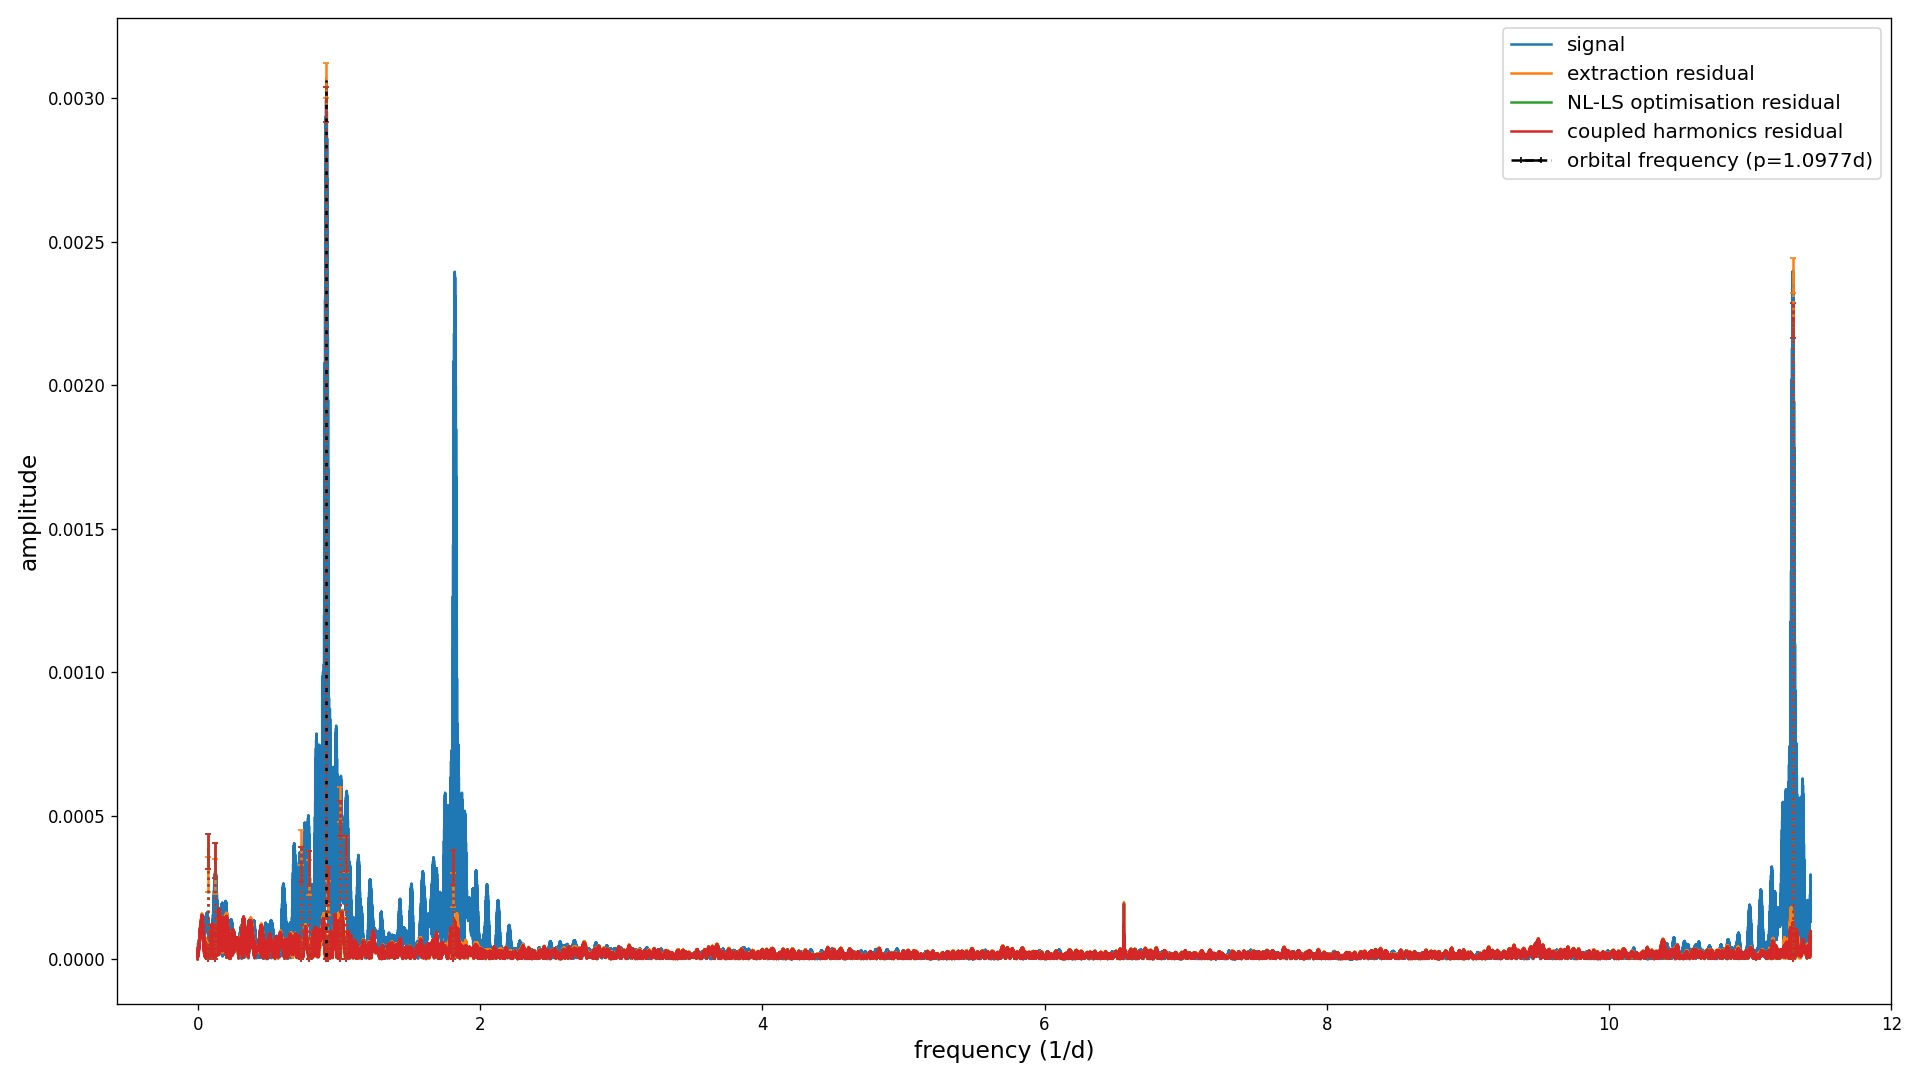 signal
extraction residual
NL-LS optimisation residual
coupled harmonics residual
orbital frequency (p=1.0977d)
0.0030
0.0025
0.0020
0.0015
0.0010
0.0005
0.0000
amplitude
0 2 4 6 8 10 12
frequency (1/d)